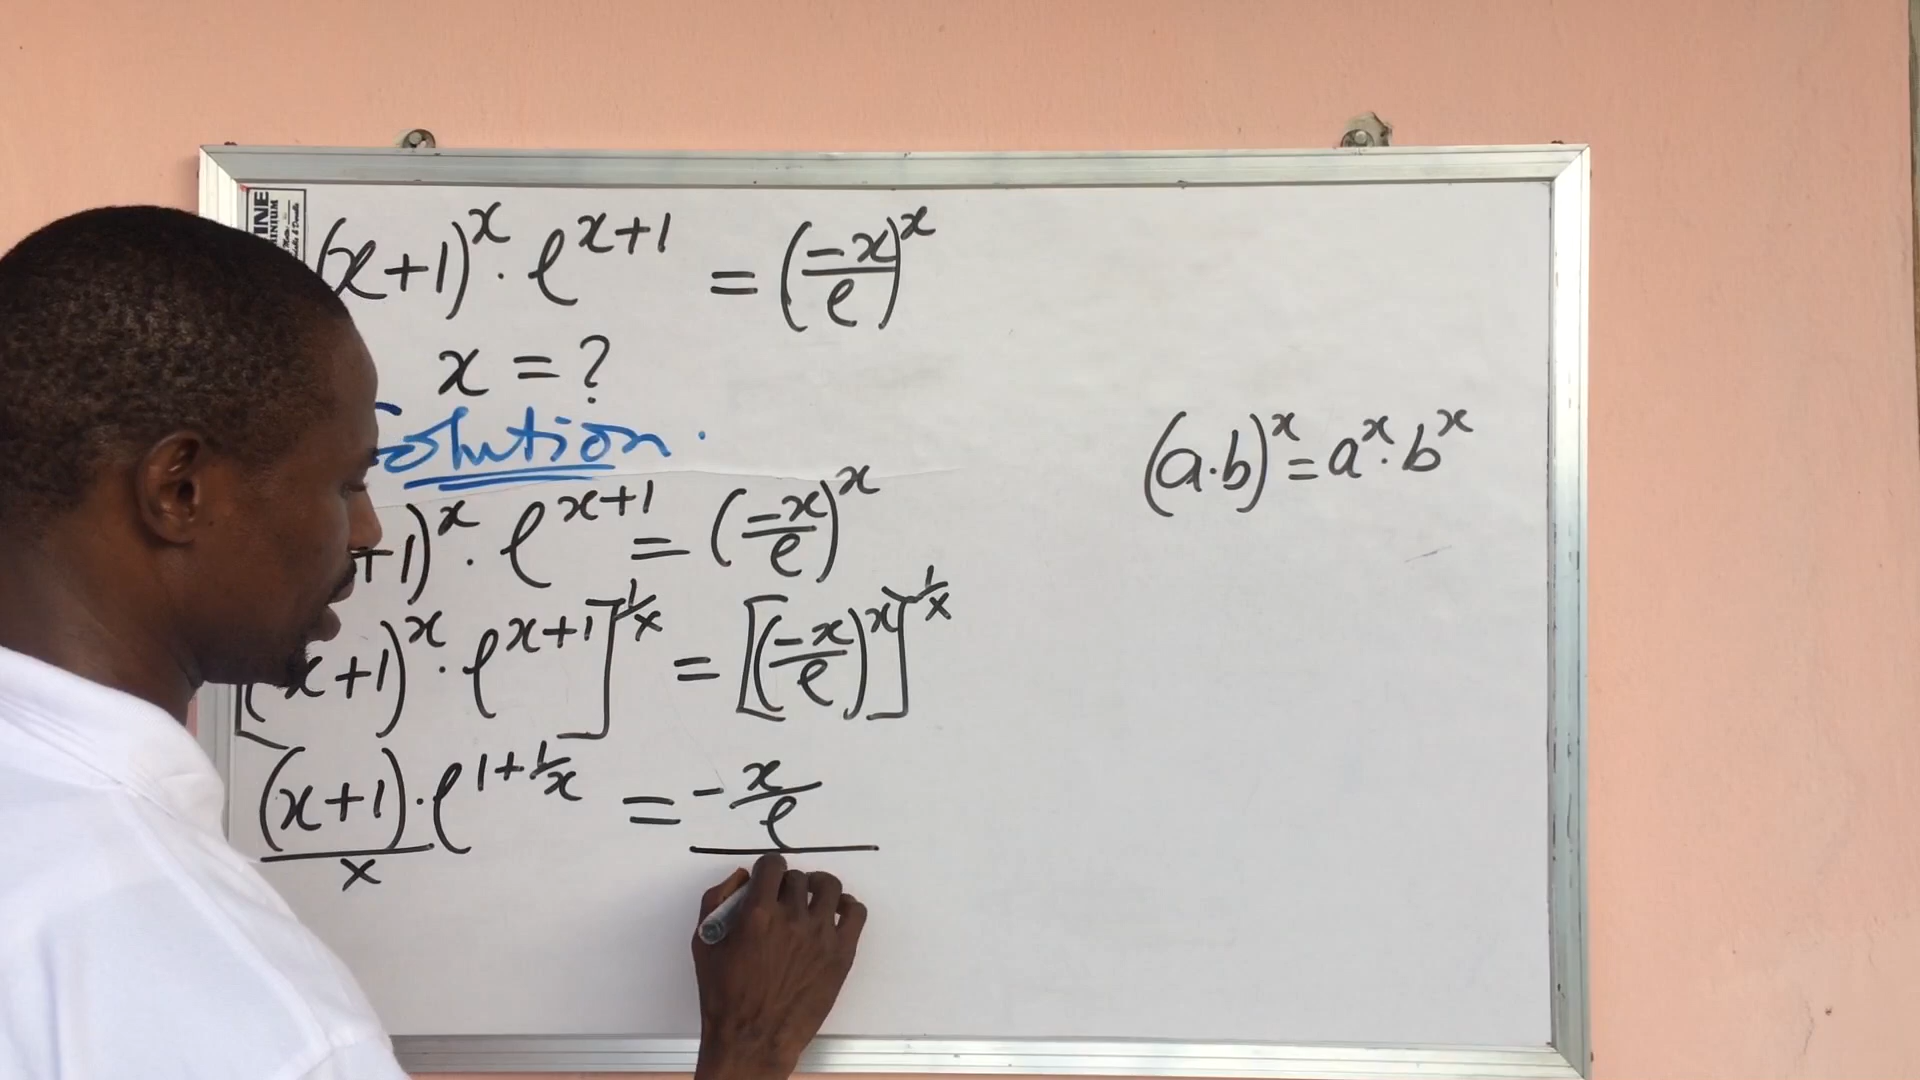 (x+1)^x · e^{x+1} = (-x/e)^x
x = ?
Solution.
(a·b)^x = a^x · b^x
+1)^x · e^{x+1} = (-x/e)^x
[(x+1)^x · e^{x+1}]^{1/x} = [(-x/e)^x]^{1/x}
(x+1) · e^{1+1/x} = -x/e
x